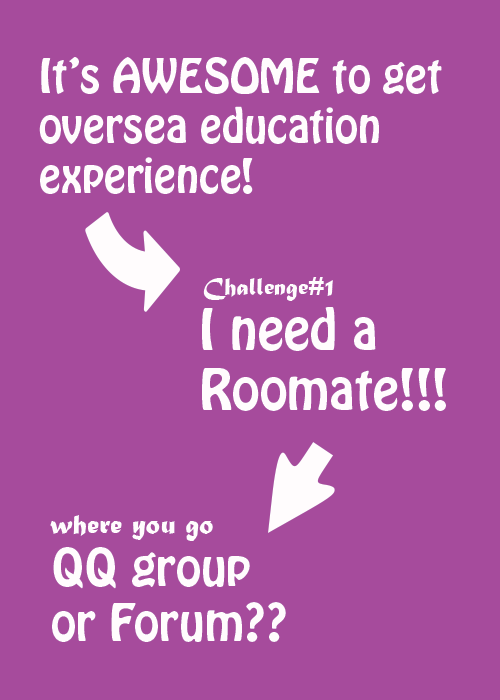 It's AWESOME to get
oversea education
experience!
Challenge#1
I need a
Roomate!!!
where you go
QQ group
or Forum??